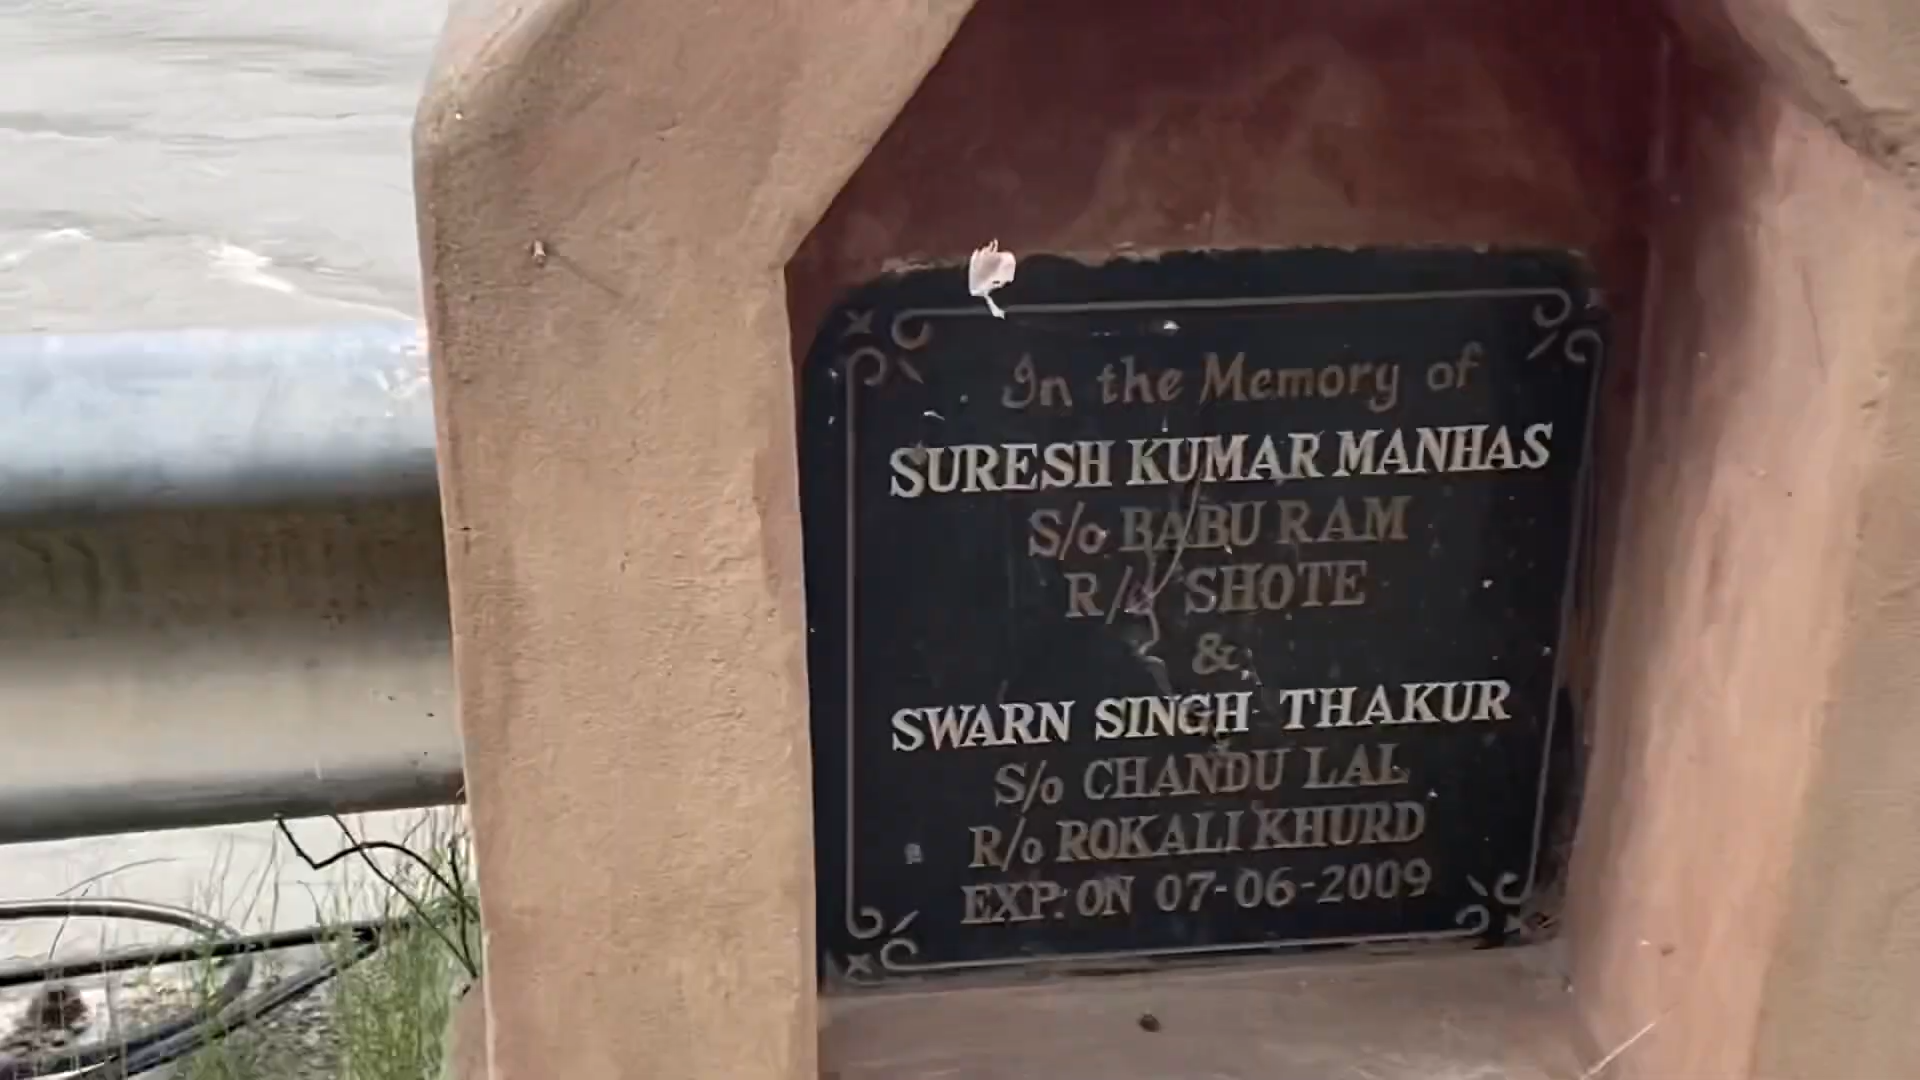 In the Memory of
SURESH KUMAR MANHAS
S/o BABU RAM
R/o SHOTE
&
SWARN SINGH THAKUR
S/o CHANDU LAL
R/o ROKALI KHURD
EXP: ON 07-06-2009